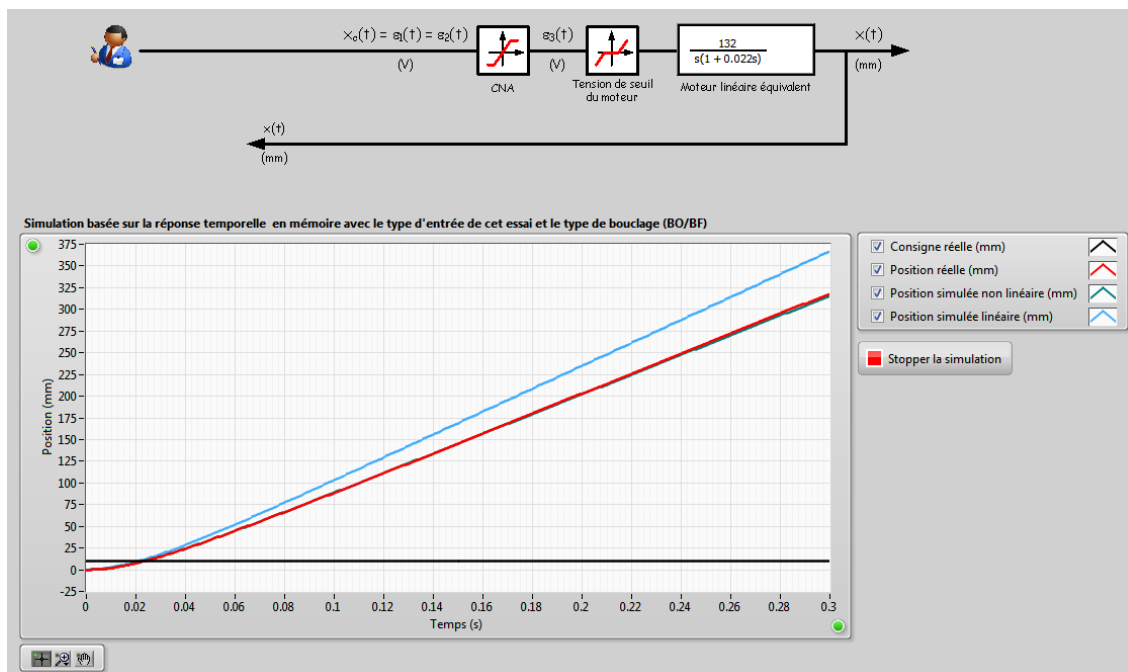 xc(t) = ε1(t) = ε2(t)
(V)
CNA
ε3(t)
(V)
Tension de seuil
du moteur
132
s(1 + 0.022s)
Moteur linéaire équivalent
x(t)
(mm)
x(t)
(mm)
Simulation basée sur la réponse temporelle en mémoire avec le type d'entrée de cet essai et le type de bouclage (BO/BF)
375
350
325
300
275
250
225
200
175
150
125
100
75
50
25
0
-25
Position (mm)
0 0.02 0.04 0.06 0.08 0.1 0.12 0.14 0.16 0.18 0.2 0.22 0.24 0.26 0.28 0.3
Temps (s)
Consigne réelle (mm)
Position réelle (mm)
Position simulée non linéaire (mm)
Position simulée linéaire (mm)
Stopper la simulation